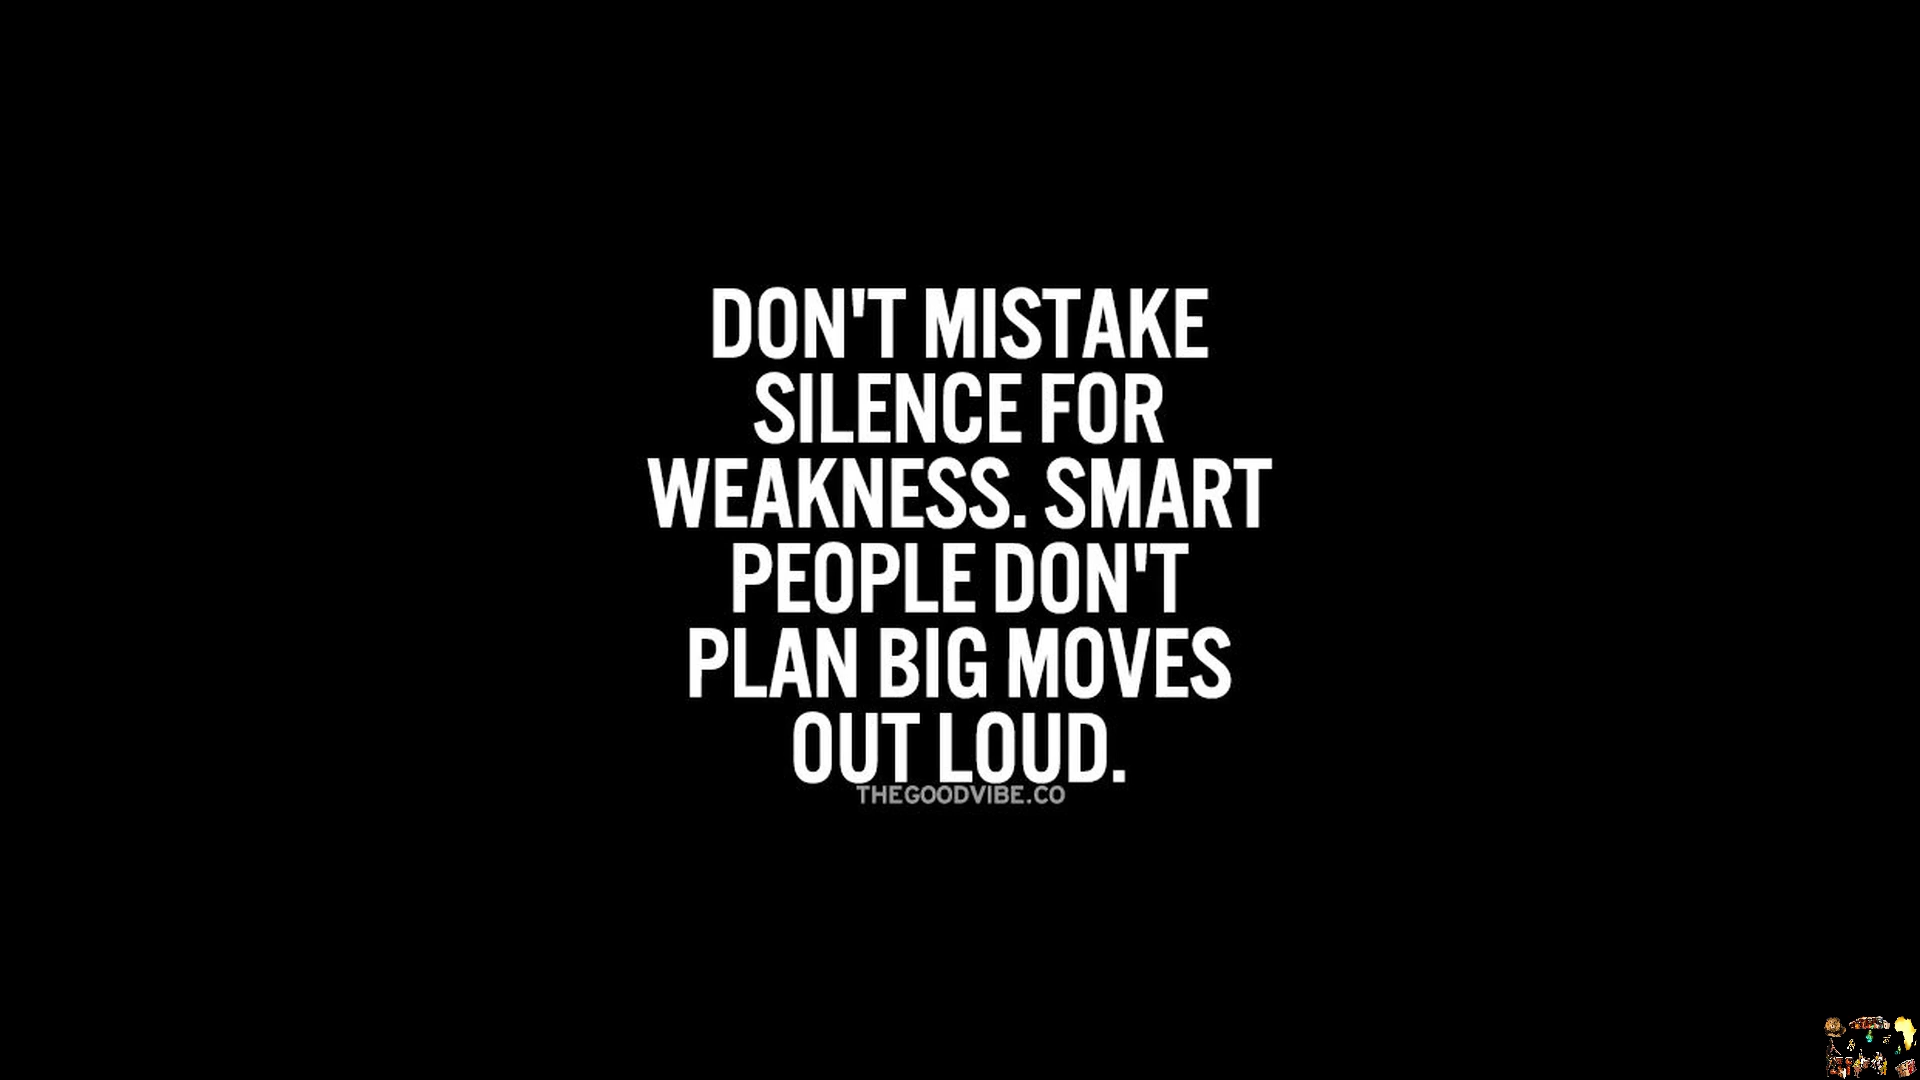 DON'T MISTAKE
SILENCE FOR
WEAKNESS. SMART
PEOPLE DON'T
PLAN BIG MOVES
OUT LOUD.
THEGOODVIBE.CO